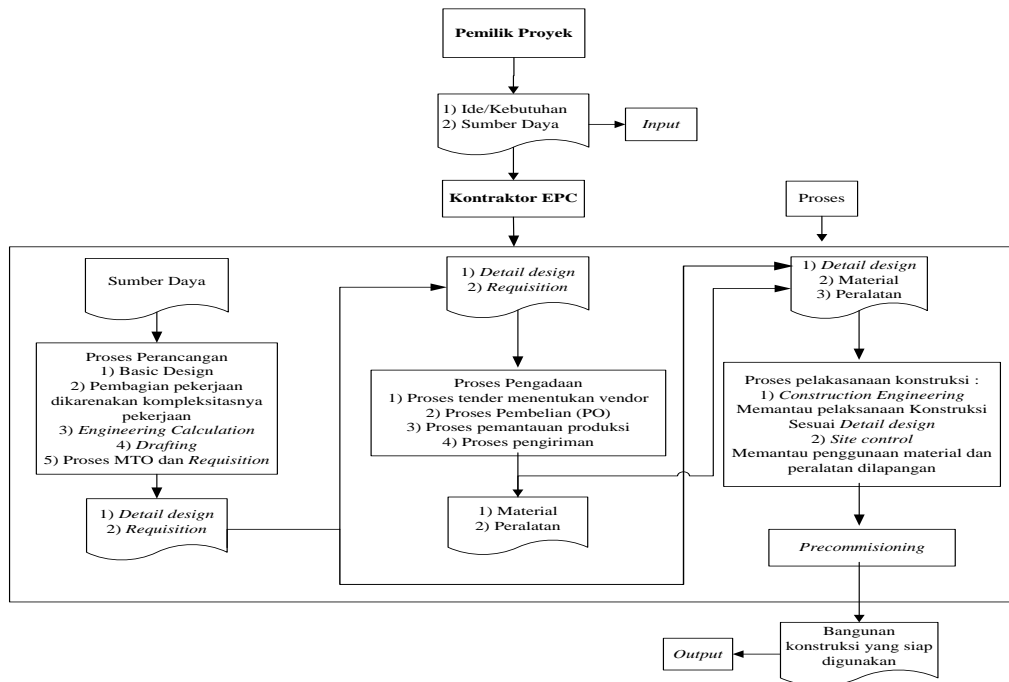 Pemilik Proyek
1) Ide/Kebutuhan
2) Sumber Daya
Input
Kontraktor EPC
Proses
Sumber Daya
Proses Perancangan
1) Basic Design
2) Pembagian pekerjaan
dikarenakan kompleksitasnya
pekerjaan
3) Engineering Calculation
4) Drafting
5) Proses MTO dan Requisition
1) Detail design
2) Requisition
1) Detail design
2) Requisition
Proses Pengadaan
1) Proses tender menentukan vendor
2) Proses Pembelian (PO)
3) Proses pemantauan produksi
4) Proses pengiriman
1) Material
2) Peralatan
1) Detail design
2) Material
3) Peralatan
Proses pelakasanaan konstruksi :
1) Construction Engineering
Memantau pelaksanaan Konstruksi
Sesuai Detail design
2) Site control
Memantau penggunaan material dan
peralatan dilapangan
Precommisioning
Bangunan
konstruksi yang siap
digunakan
Output